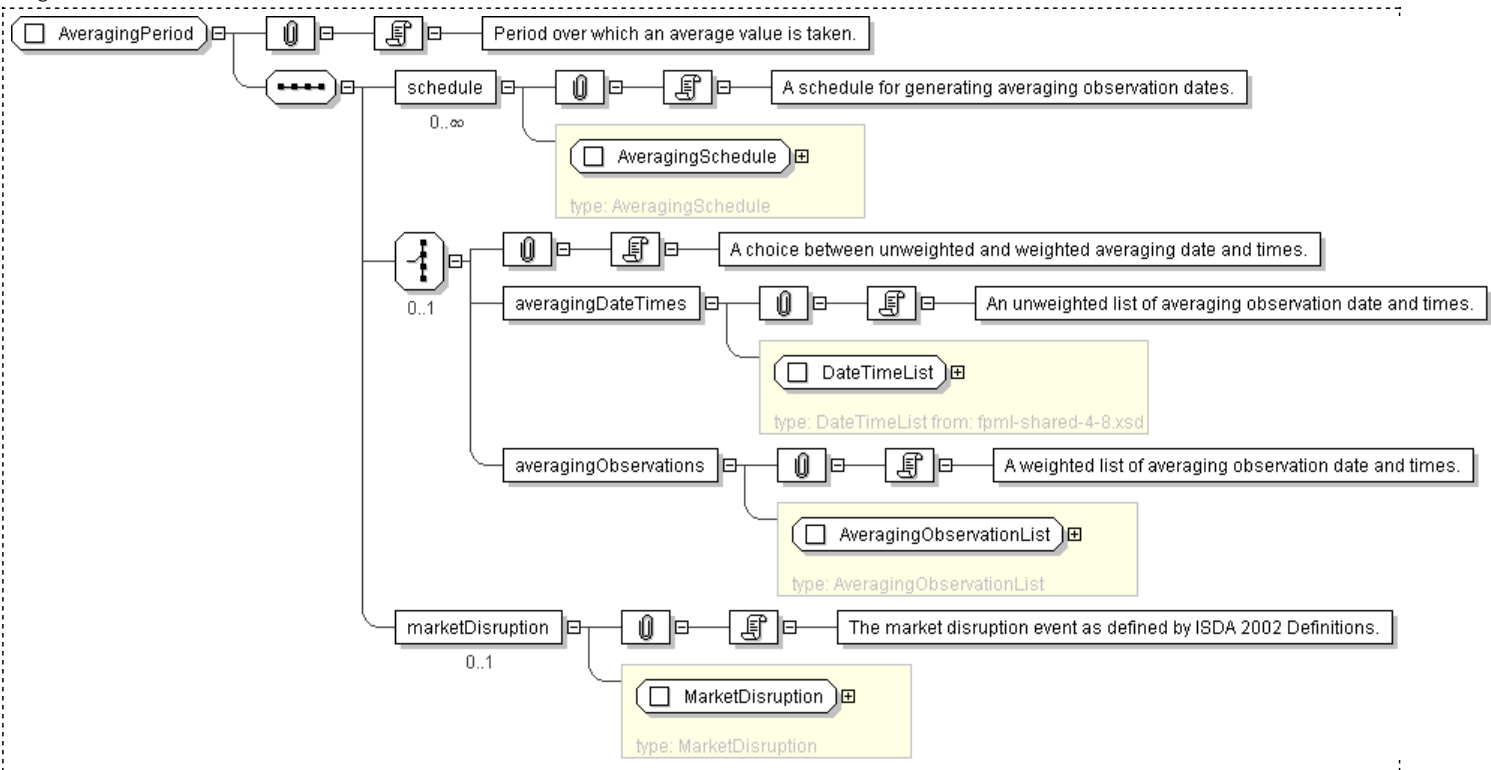 AveragingPeriod
Period over which an average value is taken.
schedule
A schedule for generating averaging observation dates.
0..∞
AveragingSchedule
type: AveragingSchedule
A choice between unweighted and weighted averaging date and times.
0..1
averagingDateTimes
An unweighted list of averaging observation date and times.
DateTimeList
type: DateTimeList from: fpml-shared-4-8.xsd
averagingObservations
A weighted list of averaging observation date and times.
AveragingObservationList
type: AveragingObservationList
marketDisruption
The market disruption event as defined by ISDA 2002 Definitions.
0..1
MarketDisruption
type: MarketDisruption